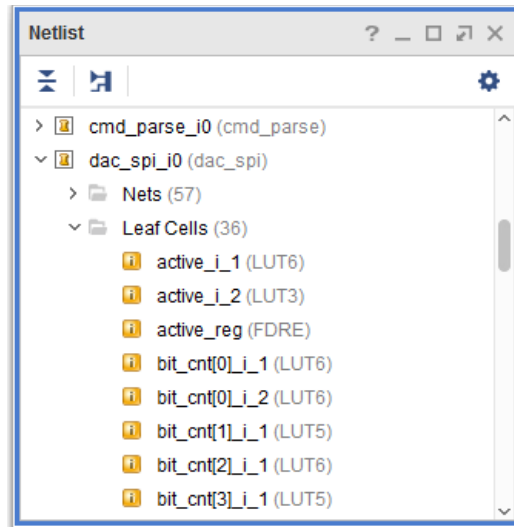 Netlist
cmd_parse_i0 (cmd_parse)
dac_spi_i0 (dac_spi)
Nets (57)
Leaf Cells (36)
active_i_1 (LUT6)
active_i_2 (LUT3)
active_reg (FDRE)
bit_cnt[0]_i_1 (LUT6)
bit_cnt[0]_i_2 (LUT6)
bit_cnt[1]_i_1 (LUT5)
bit_cnt[2]_i_1 (LUT6)
bit_cnt[3]_i_1 (LUT5)